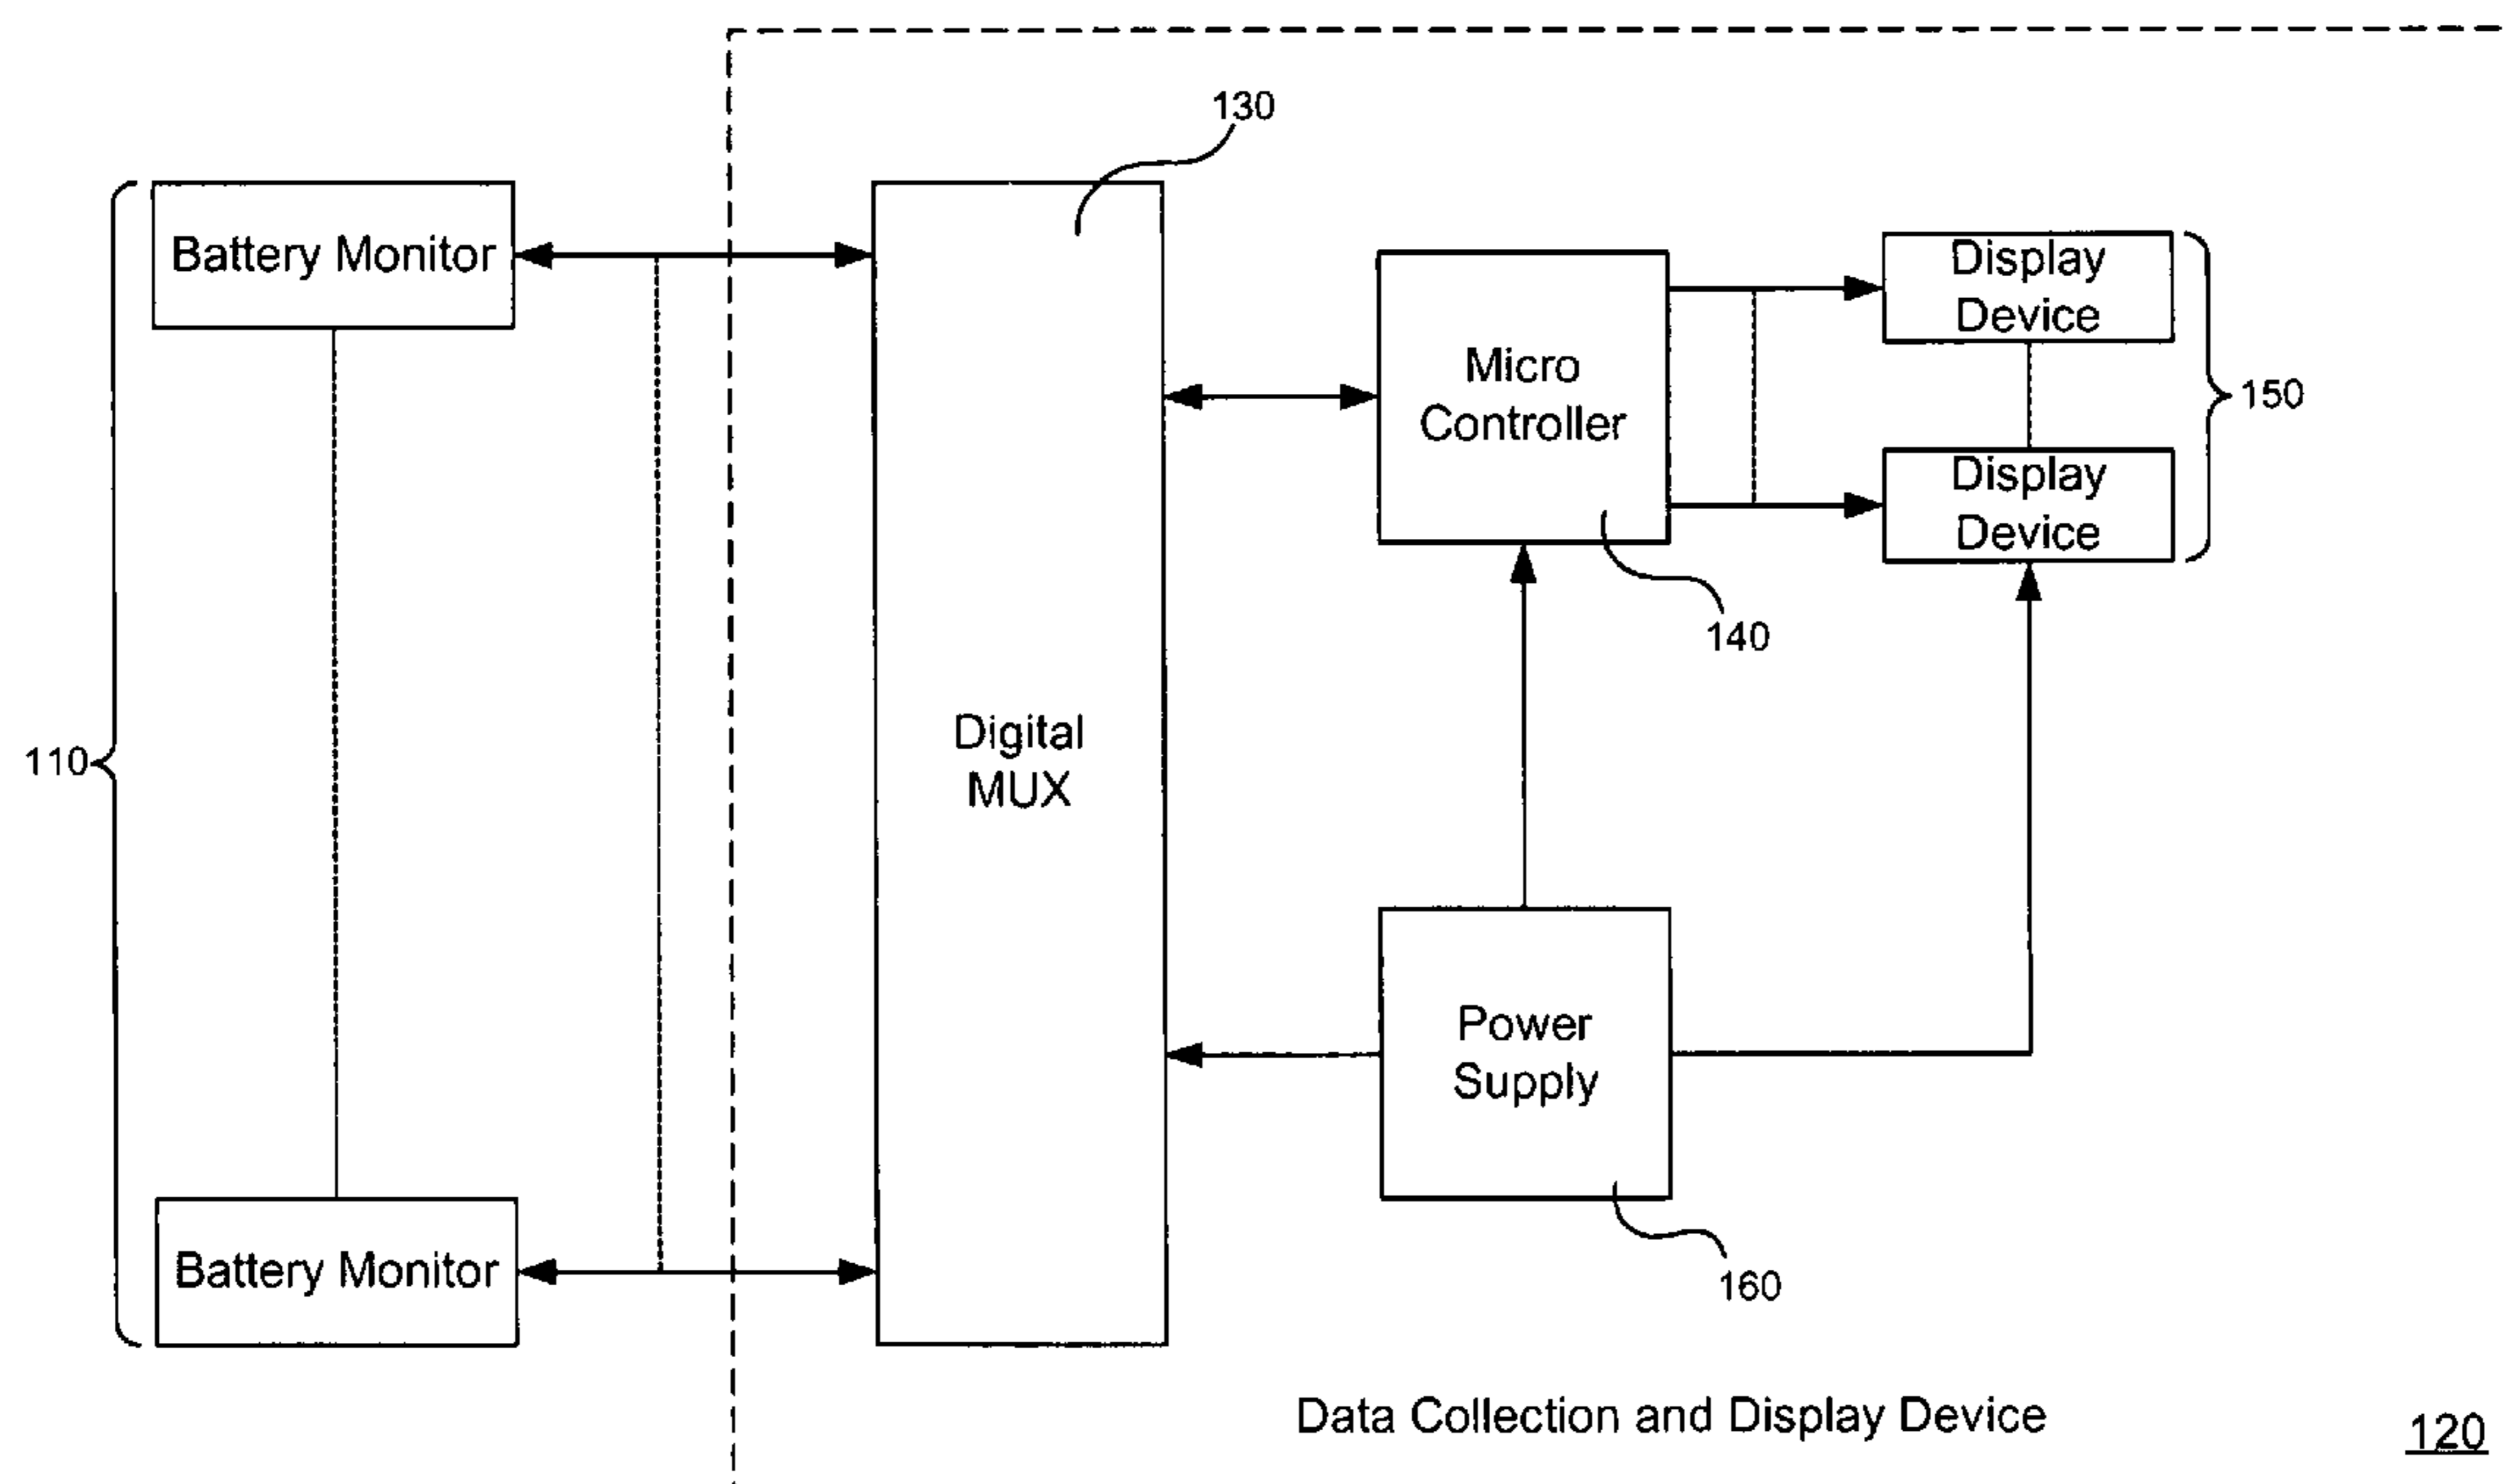 130
Battery Monitor
Display
Device
Micro
Controller
150
Display
Device
140
Digital
MUX
110
Power
Supply
Battery Monitor
160
Data Collection and Display Device
120